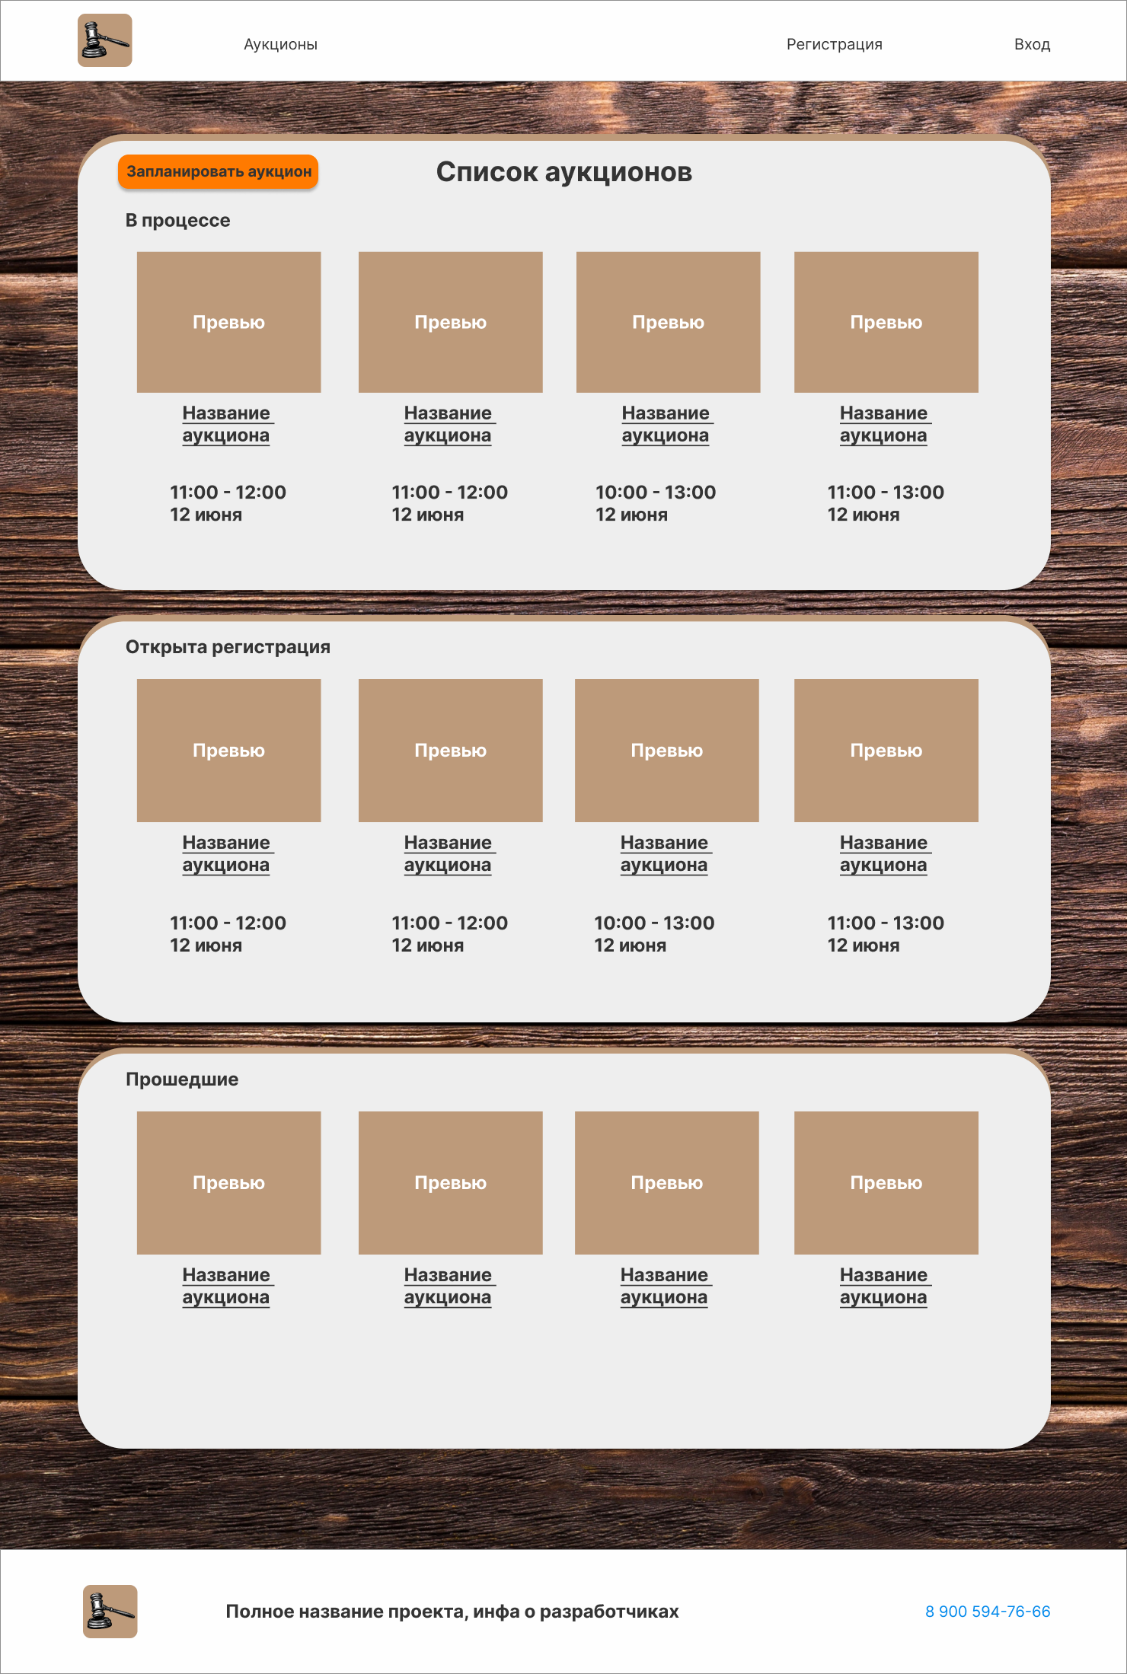 Аукционы Регистрация Вход
Запланировать аукцион
Список аукционов
В процессе
Превью Превью Превью Превью
Название Название Название Название
аукциона аукциона аукциона аукциона
11:00 - 12:00 11:00 - 12:00 10:00 - 13:00 11:00 - 13:00
12 июня 12 июня 12 июня 12 июня
Открыта регистрация
Превью Превью Превью Превью
Название Название Название Название
аукциона аукциона аукциона аукциона
11:00 - 12:00 11:00 - 12:00 10:00 - 13:00 11:00 - 13:00
12 июня 12 июня 12 июня 12 июня
Прошедшие
Превью Превью Превью Превью
Название Название Название Название
аукциона аукциона аукциона аукциона
Полное название проекта, инфа о разработчиках 8 900 594-76-66